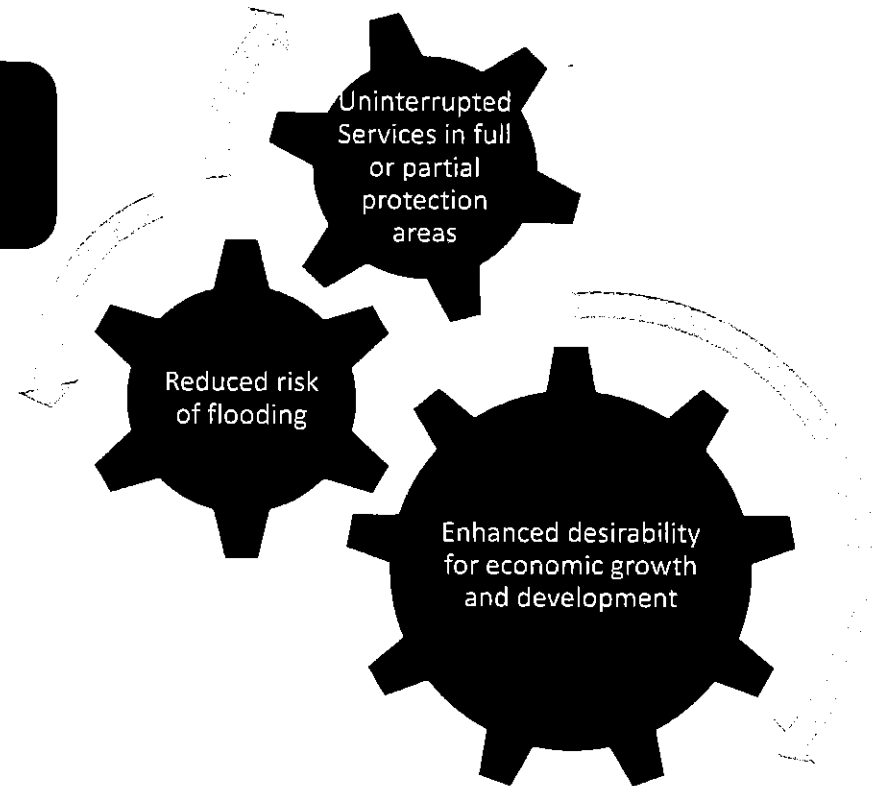 Uninterrupted
Services in full
or partial
protection
areas
Reduced risk
of flooding
Enhanced desirability
for economic growth
and development